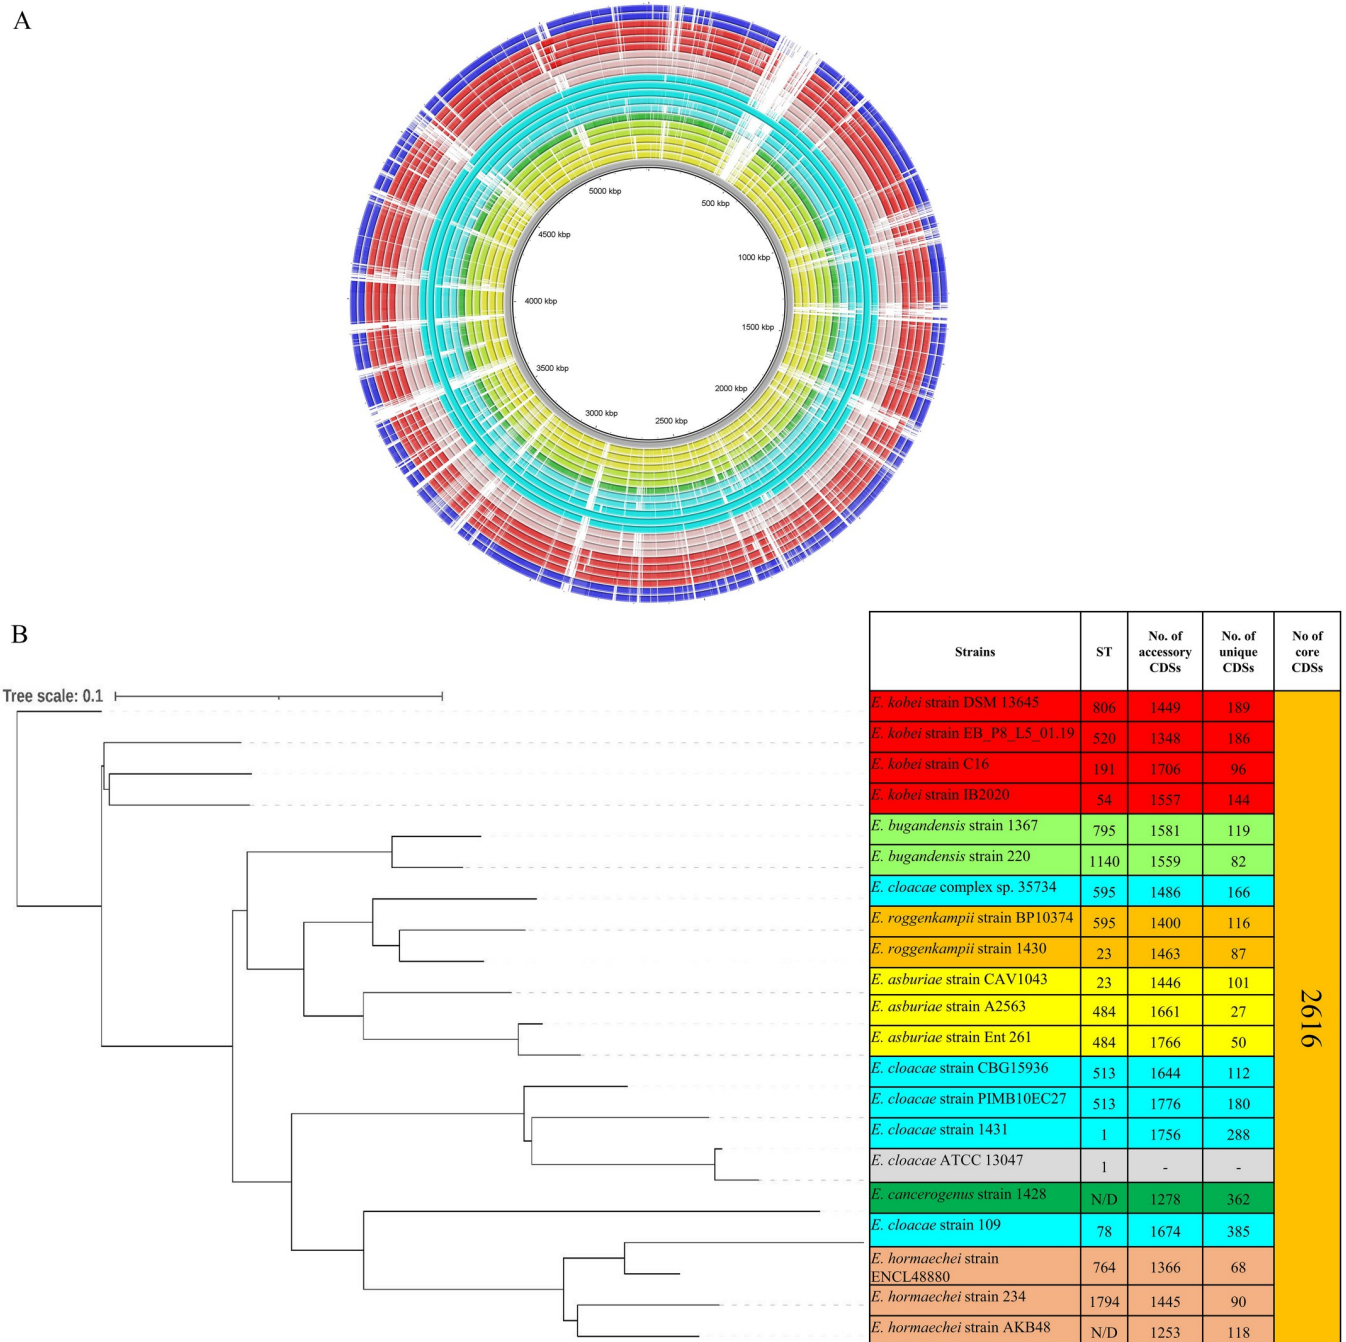 A
5000 kbp
500 kbp
4500 kbp
1000 kbp
4000 kbp
1500 kbp
3500 kbp
2000 kbp
3000 kbp
2500 kbp
B
Strains ST No. of accessory CDSs No. of unique CDSs No of core CDSs
Tree scale: 0.1
E. kobei strain DSM 13645 806 1449 189
E. kobei strain EB_P8_L5_01.19 520 1348 186
E. kobei strain C16 191 1706 96
E. kobei strain IB2020 54 1557 144
E. bugandensis strain 1367 795 1581 119
E. bugandensis strain 220 1140 1559 82
E. cloacae complex sp. 35734 595 1486 166
E. roggenkampii strain BP10374 595 1400 116
E. roggenkampii strain 1430 23 1463 87
E. asburiae strain CAV1043 23 1446 101
E. asburiae strain A2563 484 1661 27
E. asburiae strain Ent 261 484 1766 50
E. cloacae strain CBG15936 513 1644 112
E. cloacae strain PIMB10EC27 513 1776 180
E. cloacae strain 1431 1 1756 288
E. cloacae ATCC 13047 1 - -
E. cancerogenus strain 1428 N/D 1278 362
E. cloacae strain 109 78 1674 385
E. hormaechei strain
ENCL48880 764 1366 68
E. hormaechei strain 234 1794 1445 90
E. hormaechei strain AKB48 N/D 1253 118
2616